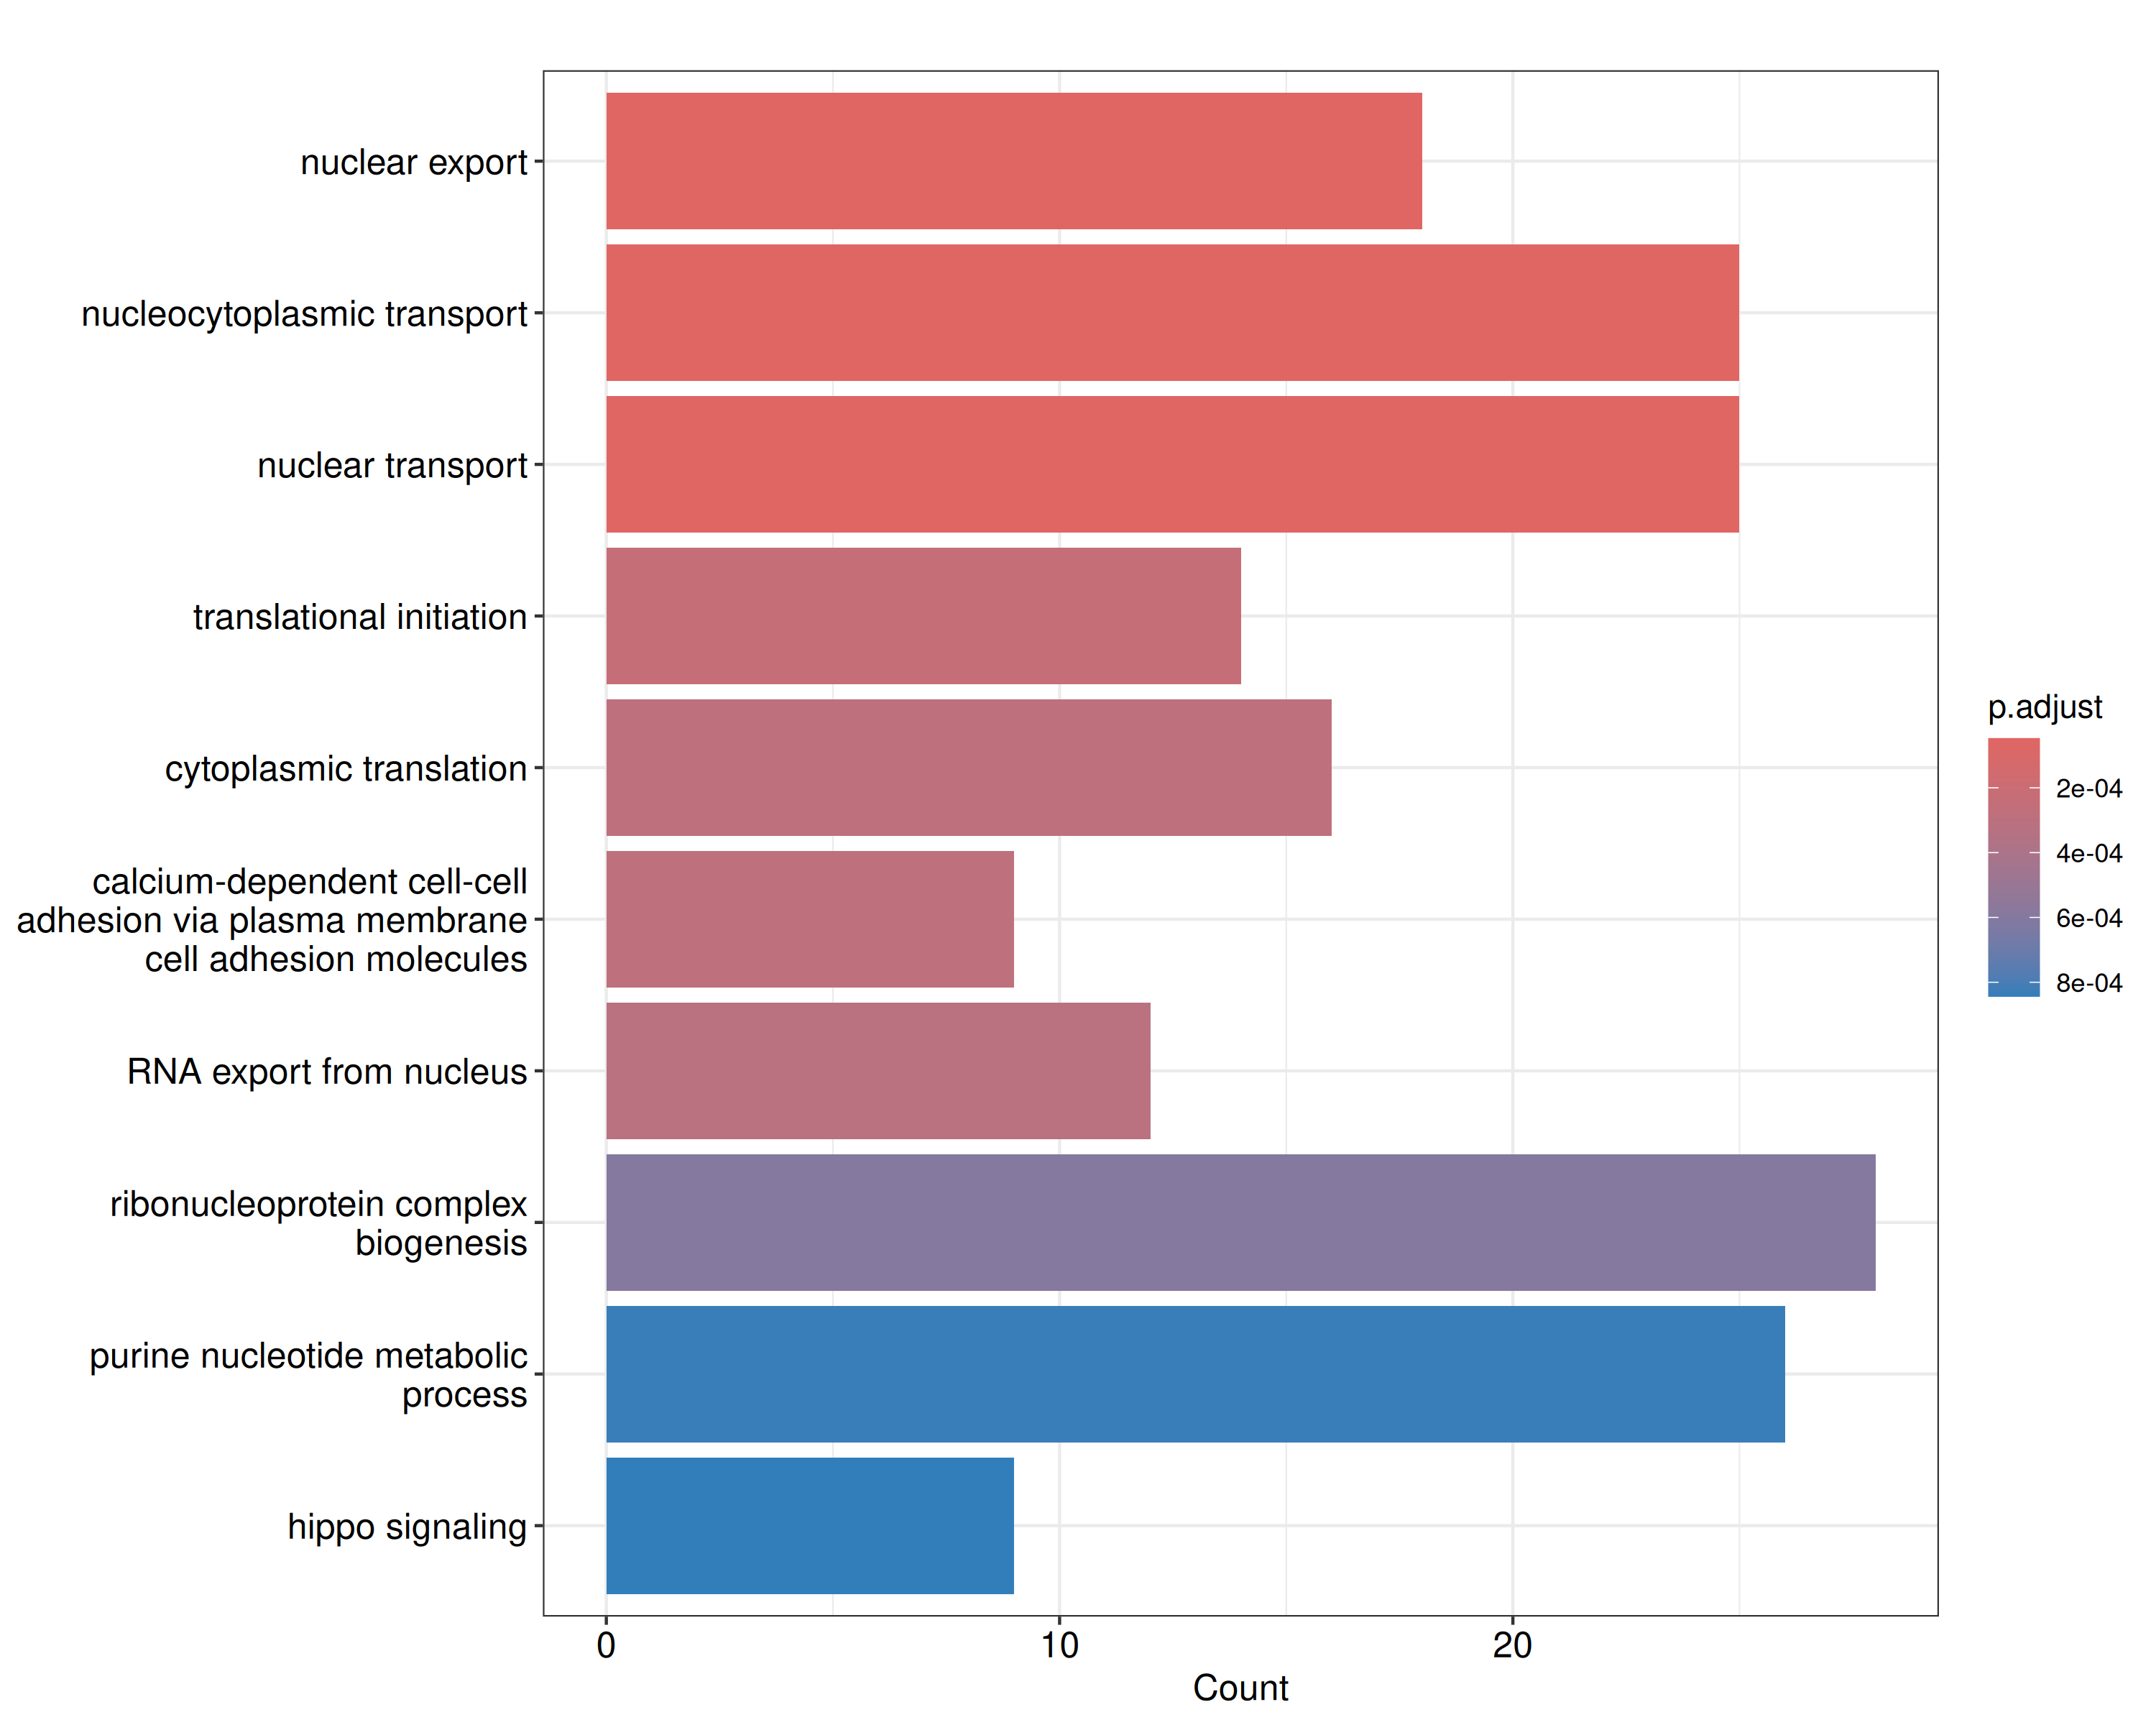 nuclear export
nucleocytoplasmic transport
nuclear transport
translational initiation
cytoplasmic translation
calcium-dependent cell-cell
adhesion via plasma membrane
cell adhesion molecules
RNA export from nucleus
ribonucleoprotein complex
biogenesis
purine nucleotide metabolic
process
hippo signaling
0 10 20
Count
p.adjust
2e-04
4e-04
6e-04
8e-04